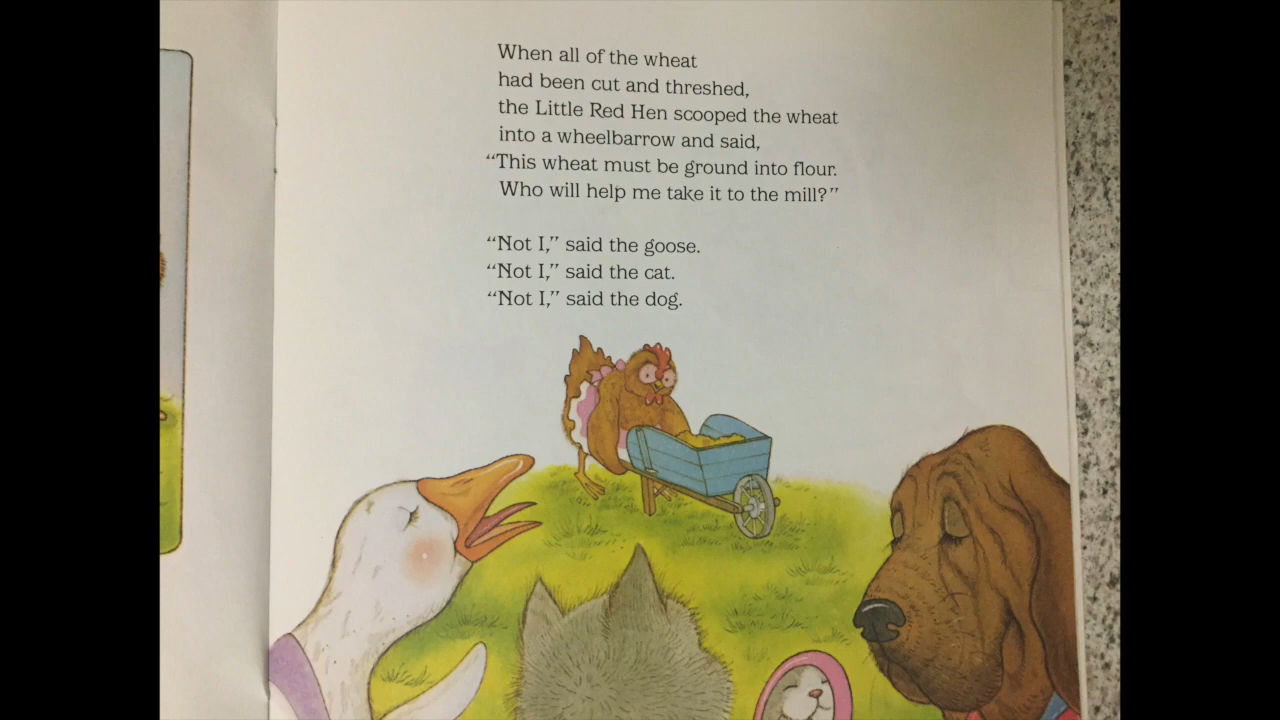 When all of the wheat
had been cut and threshed,
the Little Red Hen scooped the wheat
into a wheelbarrow and said,
“This wheat must be ground into flour.
Who will help me take it to the mill?”
“Not I,” said the goose.
“Not I,” said the cat.
“Not I,” said the dog.